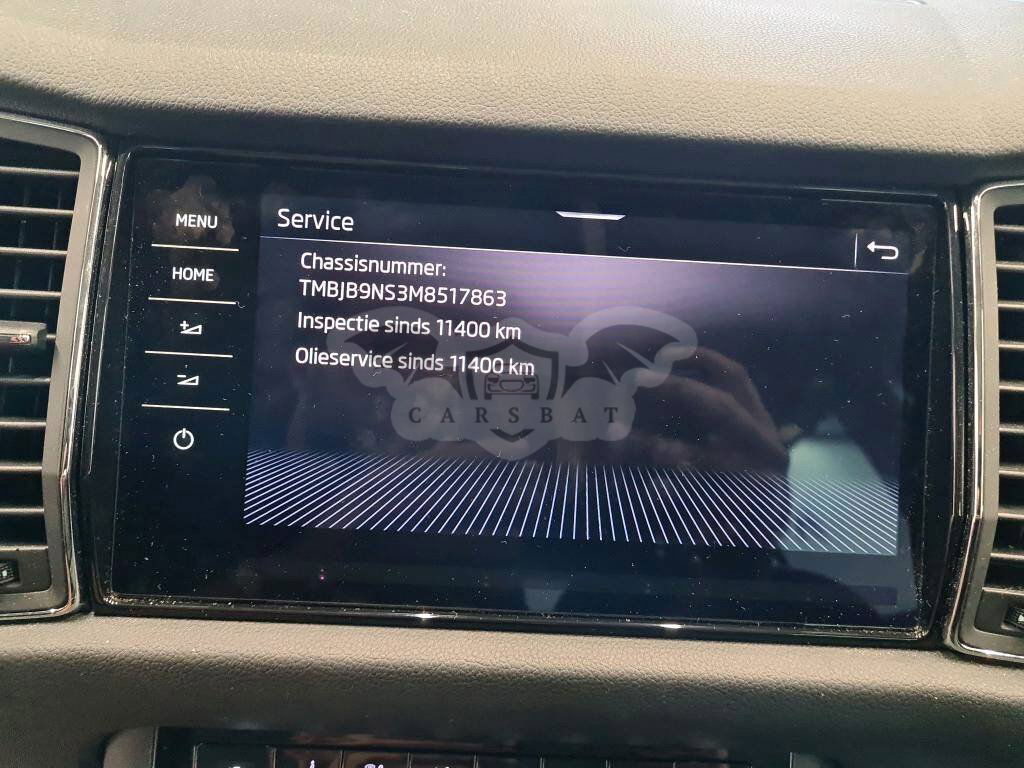 MENU
HOME
Service
Chassisnummer:
TMBJB9NS3M8517863
Inspectie sinds 11400 km
Olieservice sinds 11400 km
CARSBAT